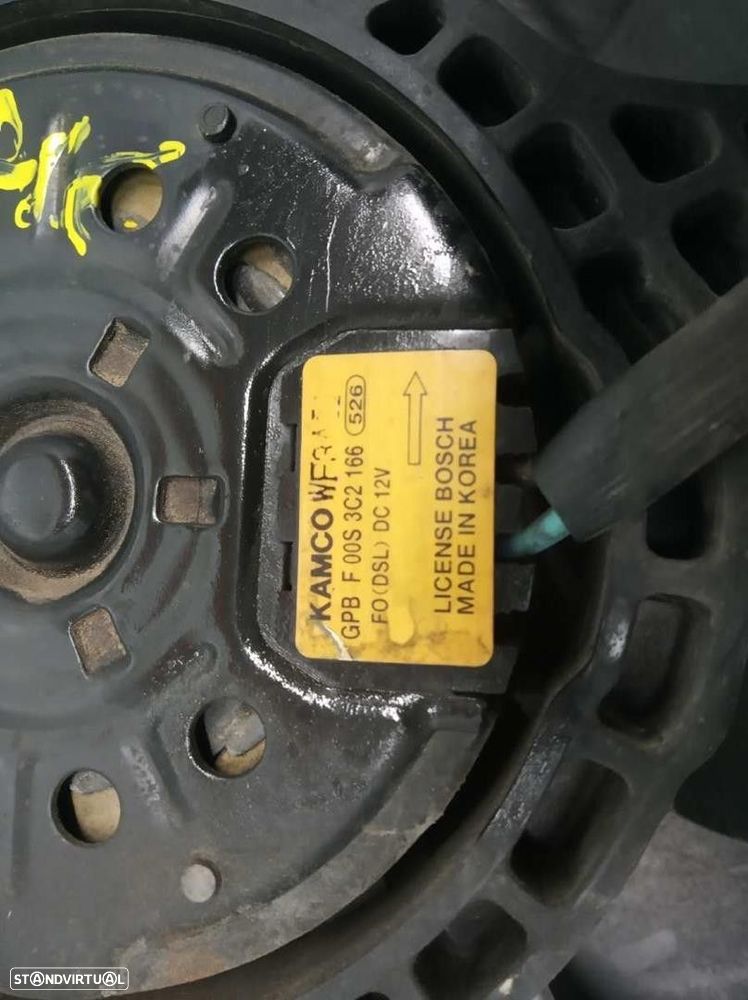 KAMCO
526
GPB F 00S 3C2 166
FO(DSL) DC 12V
LICENSE BOSCH
MADE IN KOREA
STANDVIRTUAL